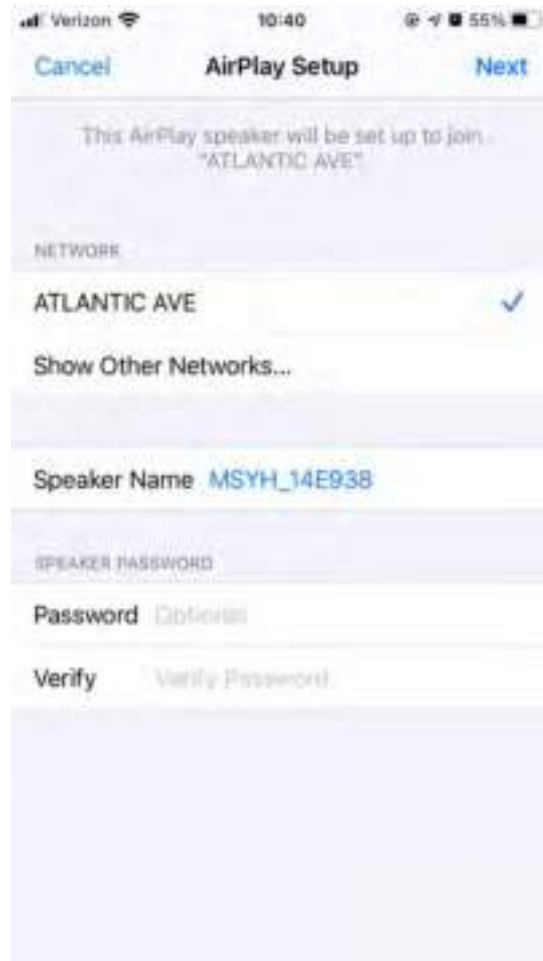 Verizon 10:40 55%
Cancel AirPlay Setup Next
This AirPlay speaker will be set up to join
"ATLANTIC AVE"
NETWORK
ATLANTIC AVE
Show Other Networks...
Speaker Name MSYH_14E938
SPEAKER PASSWORD
Password Optional
Verify Verify Password